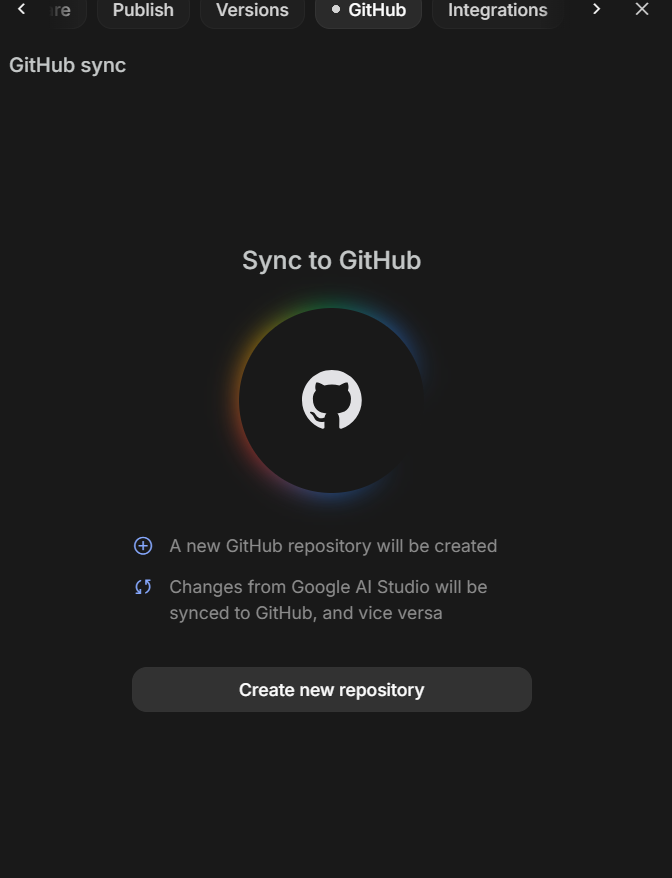 Publish
Versions
GitHub
Integrations
GitHub sync
Sync to GitHub
A new GitHub repository will be created
Changes from Google AI Studio will be
synced to GitHub, and vice versa
Create new repository